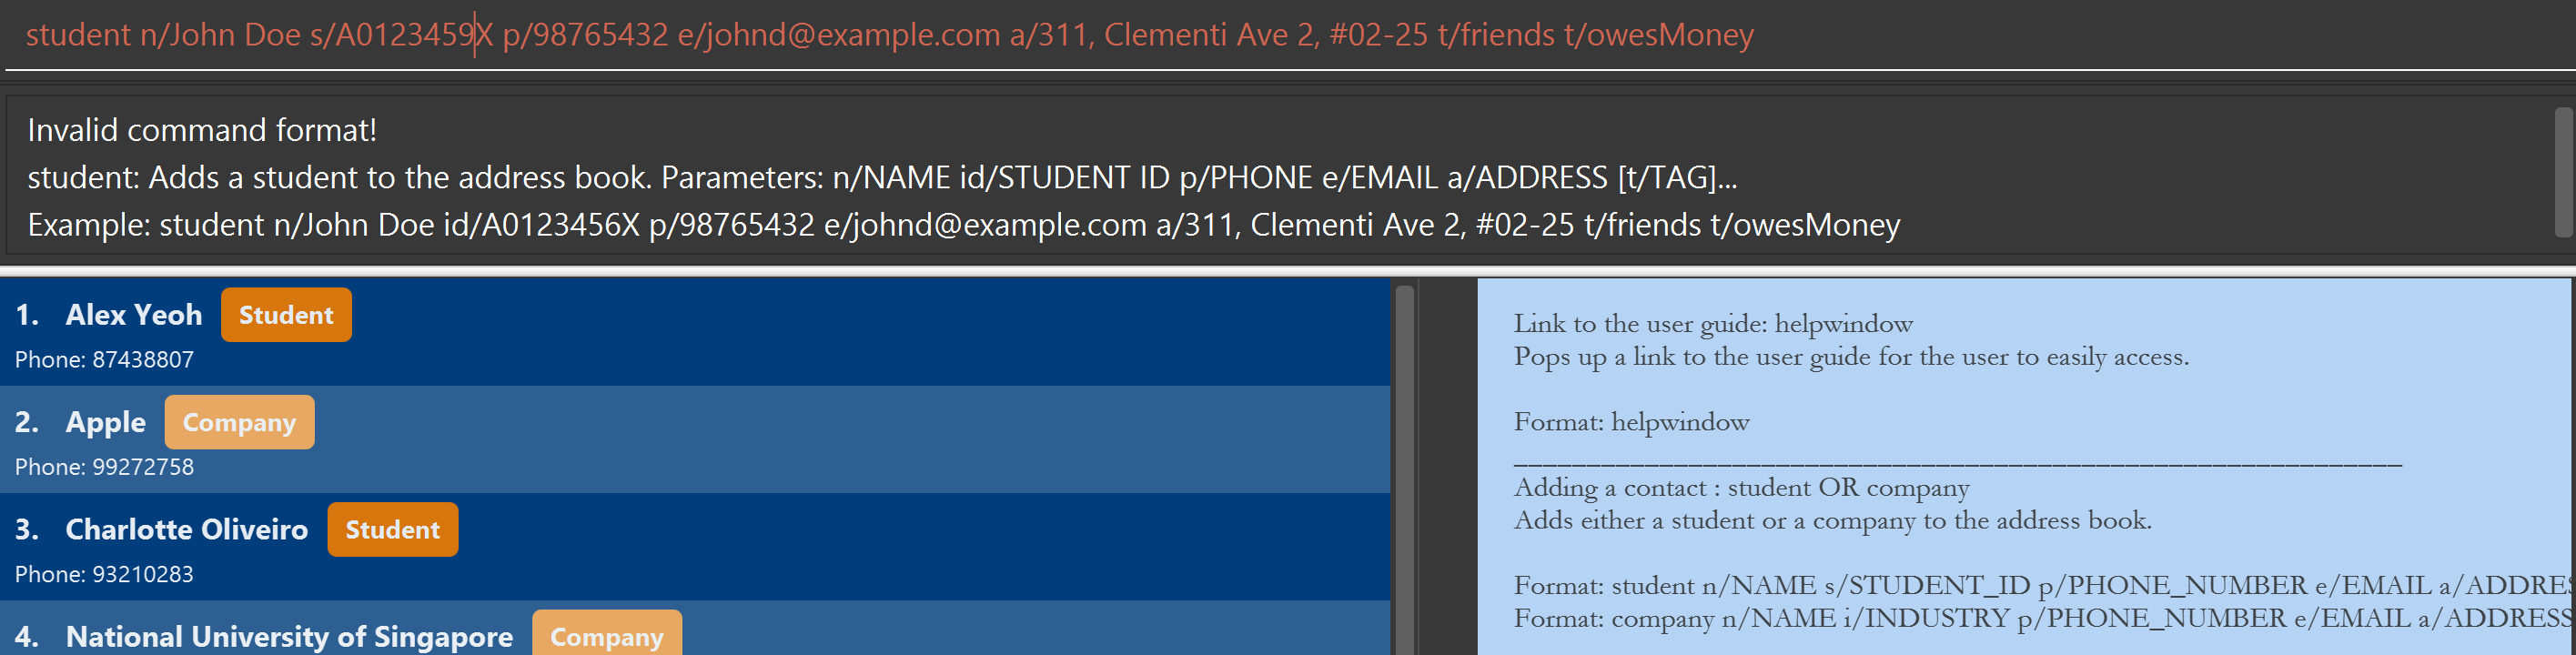 student n/John Doe s/A0123459X p/98765432 e/johnd@example.com a/311, Clementi Ave 2, #02-25 t/friends t/owesMoney
Invalid command format!
student: Adds a student to the address book. Parameters: n/NAME id/STUDENT ID p/PHONE e/EMAIL a/ADDRESS [t/TAG]...
Example: student n/John Doe id/A0123456X p/98765432 e/johnd@example.com a/311, Clementi Ave 2, #02-25 t/friends t/owesMoney
1. Alex Yeoh Student
Phone: 87438807
2. Apple Company
Phone: 99272758
3. Charlotte Oliveiro Student
Phone: 93210283
4. National University of Singapore Company
Link to the user guide: helpwindow
Pops up a link to the user guide for the user to easily access.
Format: helpwindow
Adding a contact : student OR company
Adds either a student or a company to the address book.
Format: student n/NAME s/STUDENT_ID p/PHONE_NUMBER e/EMAIL a/ADDRES
Format: company n/NAME i/INDUSTRY p/PHONE_NUMBER e/EMAIL a/ADDRESS